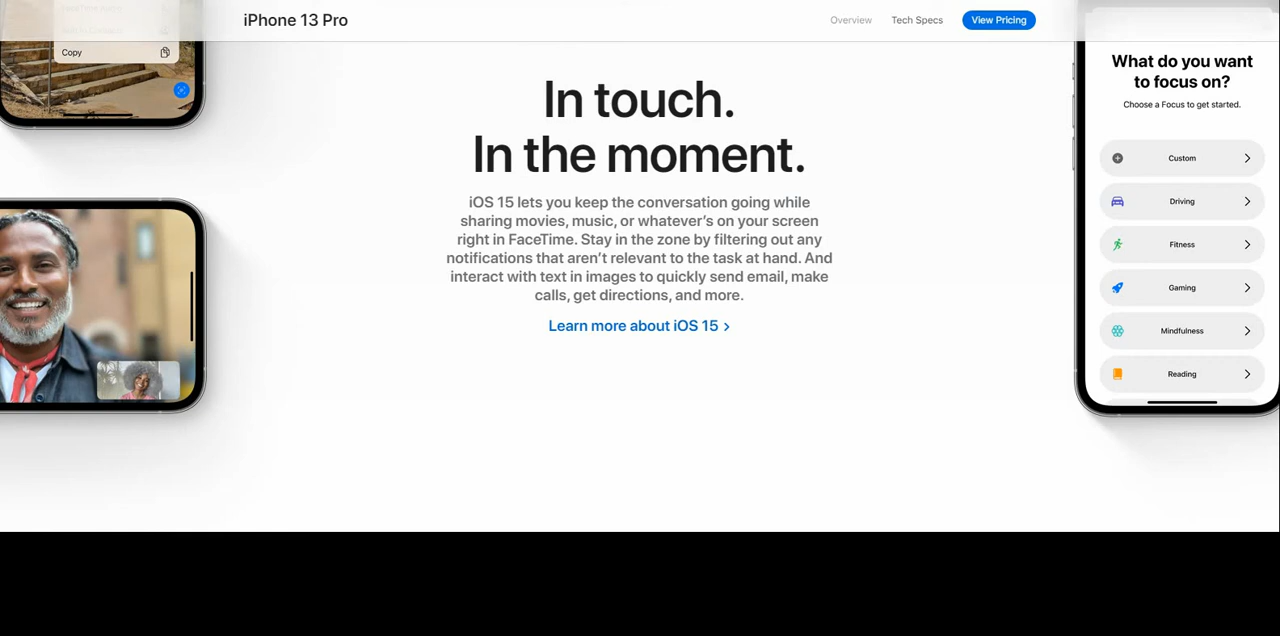 iPhone 13 Pro
Overview
Tech Specs
View Pricing
Copy
In touch.
In the moment.
iOS 15 lets you keep the conversation going while
sharing movies, music, or whatever’s on your screen
right in FaceTime. Stay in the zone by filtering out any
notifications that aren’t relevant to the task at hand. And
interact with text in images to quickly send email, make
calls, get directions, and more.
Learn more about iOS 15
What do you want
to focus on?
Choose a Focus to get started.
Custom
Driving
Fitness
Gaming
Mindfulness
Reading